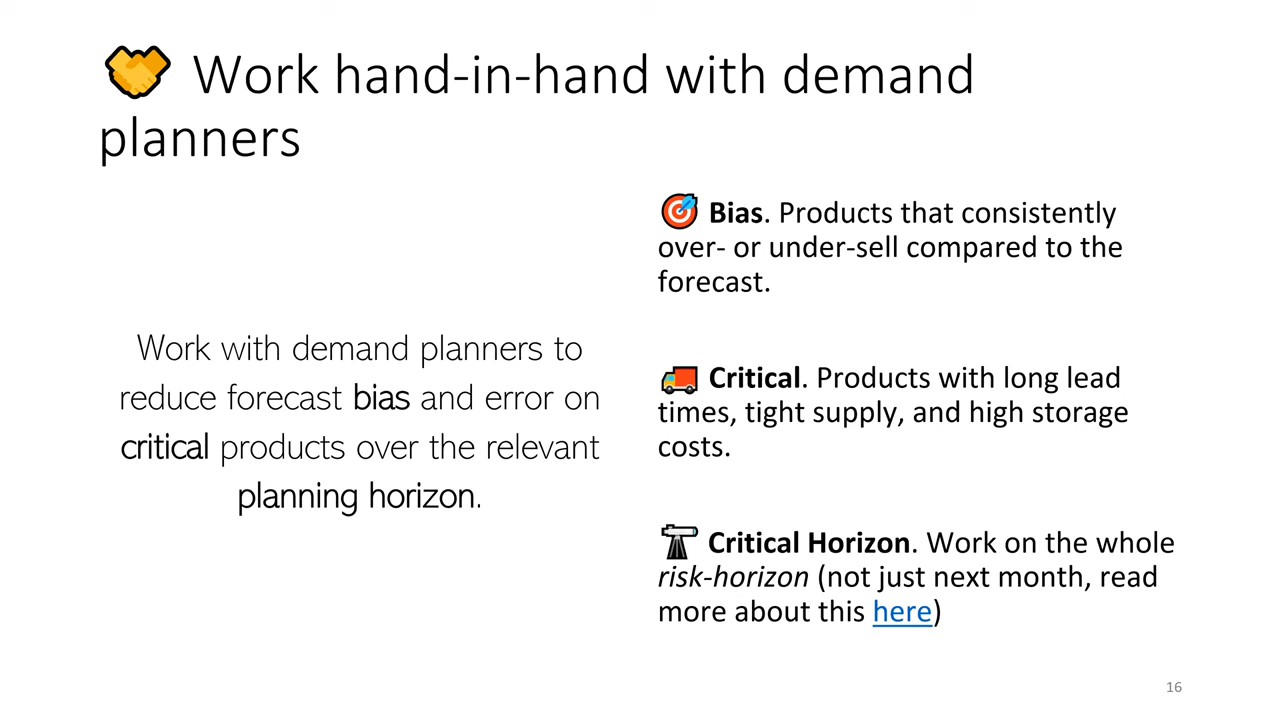 Work hand-in-hand with demand
planners
Work with demand planners to
reduce forecast bias and error on
critical products over the relevant
planning horizon.
Bias. Products that consistently
over- or under-sell compared to the
forecast.
Critical. Products with long lead
times, tight supply, and high storage
costs.
Critical Horizon. Work on the whole
risk-horizon (not just next month, read
more about this here)
16